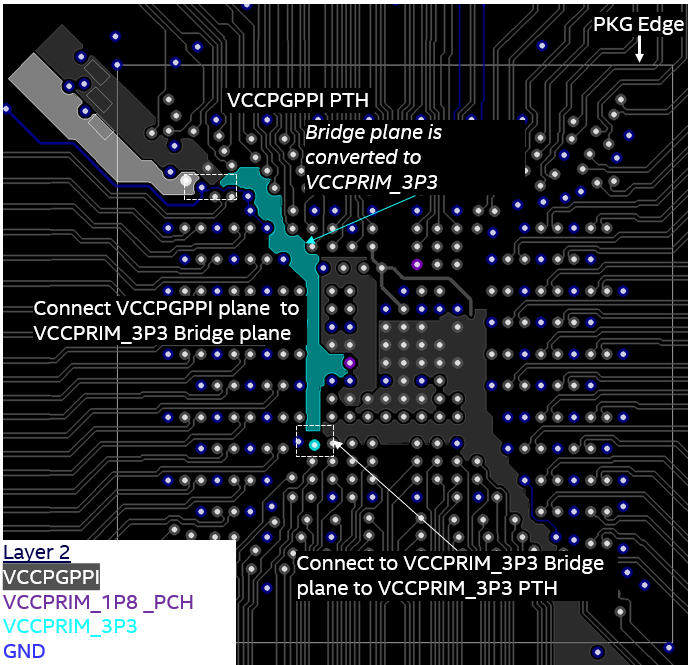 PKG Edge
VCCPGPPI PTH
Bridge plane is
converted to
VCCPRIM_3P3
Connect VCCPGPPI plane to
VCCPRIM_3P3 Bridge plane
Connect to VCCPRIM_3P3 Bridge
plane to VCCPRIM_3P3 PTH
Layer 2
VCCPGPPI
VCCPRIM_1P8 _PCH
VCCPRIM_3P3
GND